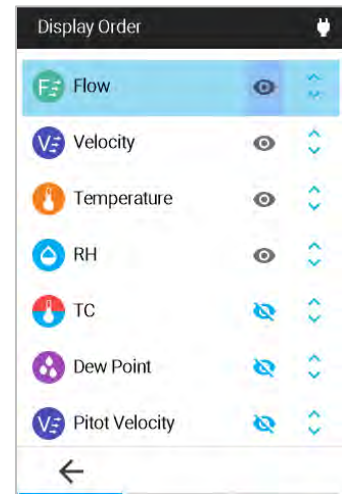 Display Order
Flow
Velocity
Temperature
RH
TC
Dew Point
Pitot Velocity